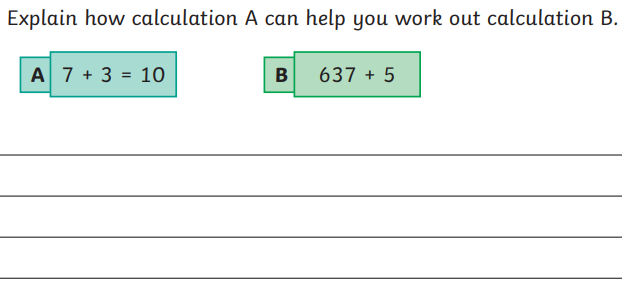 Explain how calculation A can help you work out calculation B.
A 7 + 3 = 10 B 637 + 5